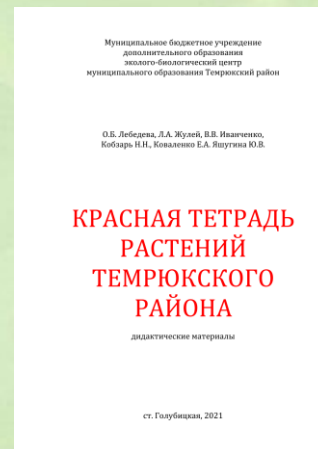 Муниципальное бюджетное учреждение
дополнительного образования
эколого-биологический центр
муниципального образования Темрюкский район
О.Б. Лебедева, Л.А. Жулей, В.В. Иванченко,
Кобзарь Н.Н., Коваленко Е.А. Яшугина Ю.В.
КРАСНАЯ ТЕТРАДЬ
РАСТЕНИЙ
ТЕМРЮКСКОГО
РАЙОНА
дидактические материалы
ст. Голубицкая, 2021